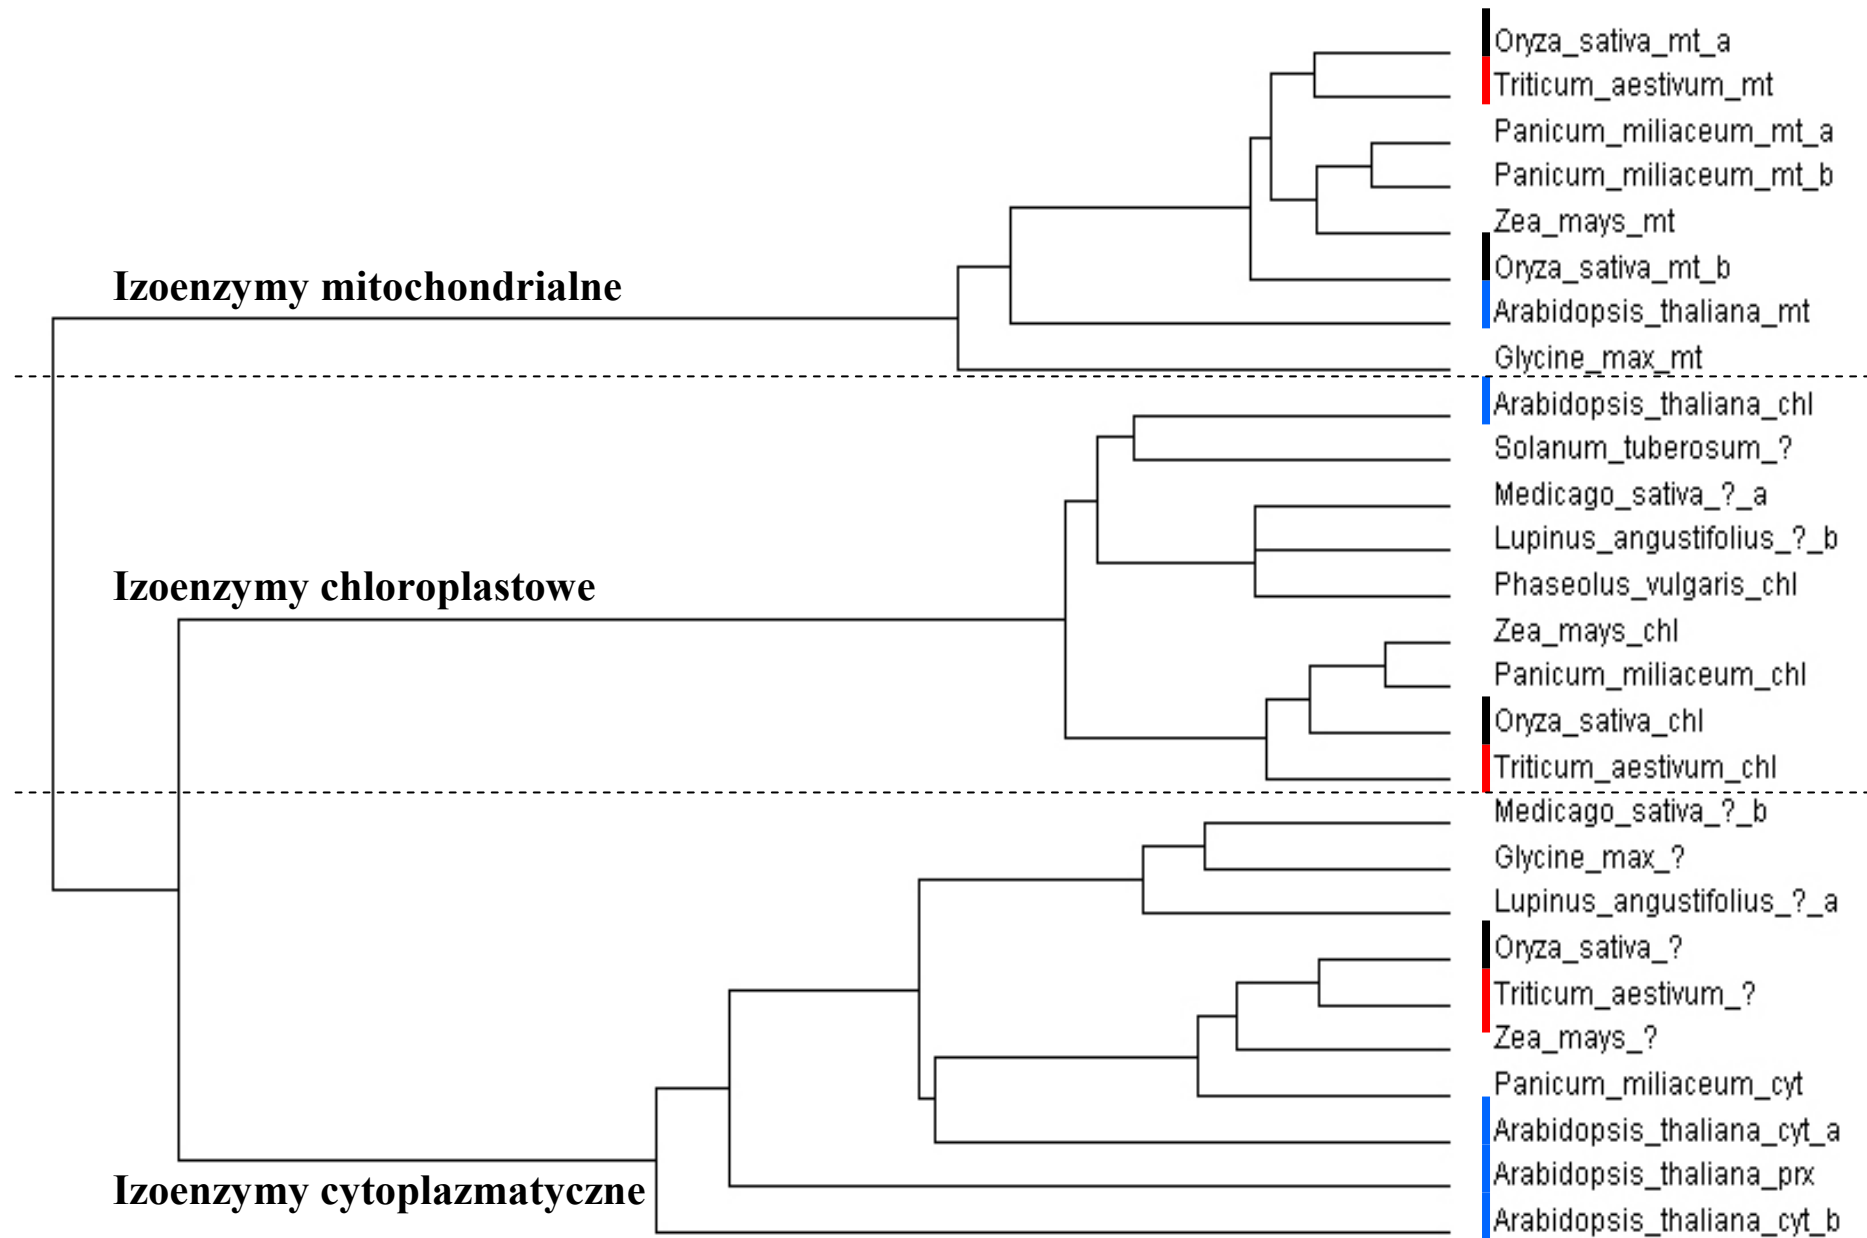 Oryza_sativa_mt_a
Triticum_aestivum_mt
Panicum_miliaceum_mt_a
Panicum_miliaceum_mt_b
Zea_mays_mt
Oryza_sativa_mt_b
Izoenzymy mitochondrialne
Arabidopsis_thaliana_mt
Glycine_max_mt
Arabidopsis_thaliana_chl
Solanum_tuberosum_?
Medicago_sativa_?_a
Lupinus_angustifolius_?_b
Izoenzymy chloroplastowe
Phaseolus_vulgaris_chl
Zea_mays_chl
Panicum_miliaceum_chl
Oryza_sativa_chl
Triticum_aestivum_chl
Medicago_sativa_?_b
Glycine_max_?
Lupinus_angustifolius_?_a
Oryza_sativa_?
Triticum_aestivum_?
Zea_mays_?
Panicum_miliaceum_cyt
Arabidopsis_thaliana_cyt_a
Arabidopsis_thaliana_prx
Izoenzymy cytoplazmatyczne
Arabidopsis_thaliana_cyt_b